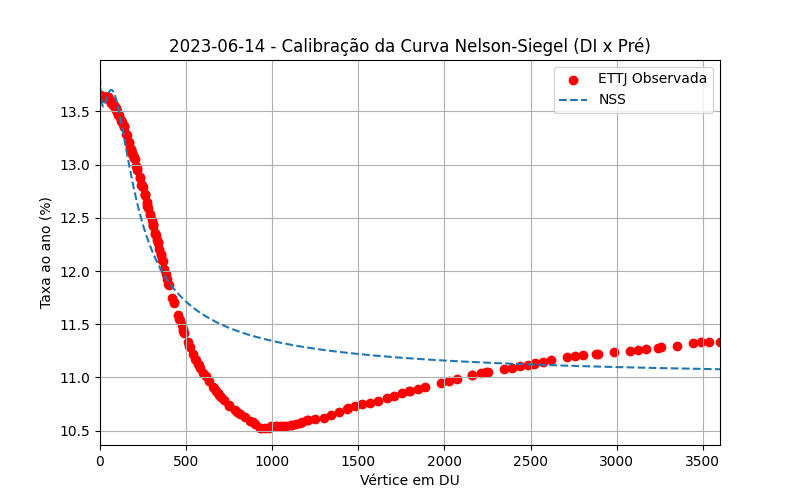 2023-06-14 - Calibração da Curva Nelson-Siegel (DI x Pré)
ETTJ Observada
NSS
Taxa ao ano (%)
13.5
13.0
12.5
12.0
11.5
11.0
10.5
0 500 1000 1500 2000 2500 3000 3500
Vértice em DU